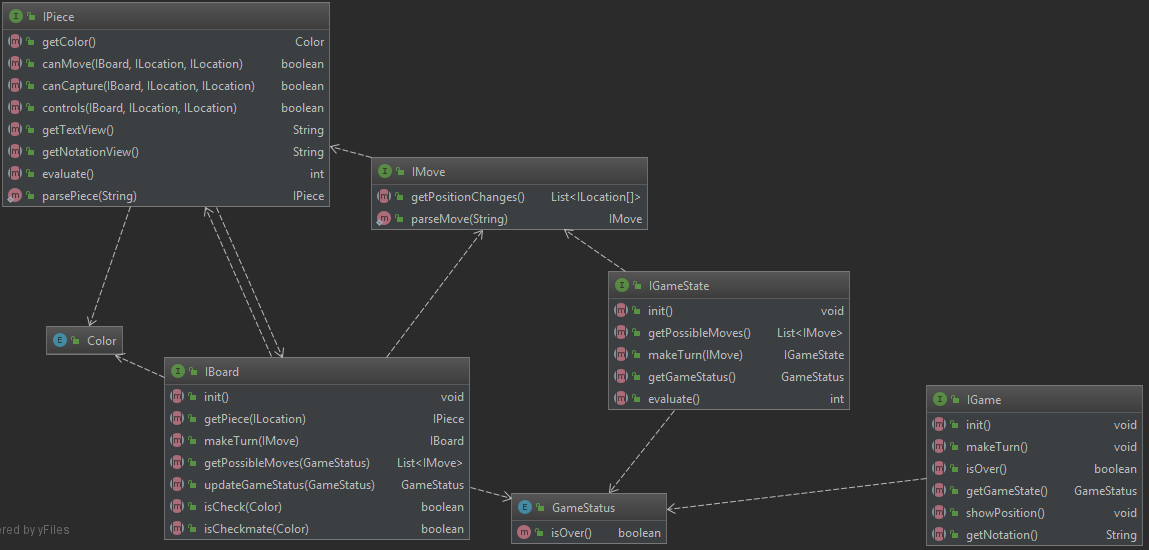 IPiece
getColor() Color
canMove(IBoard, ILocation, ILocation) boolean
canCapture(IBoard, ILocation, ILocation) boolean
controls(IBoard, ILocation, ILocation) boolean
getTextView() String
getNotationView() String
evaluate() int
parsePiece(String) IPiece
IMove
getPositionChanges() List<ILocation[]>
parseMove(String) IMove
IGameState
init() void
getPossibleMoves() List<IMove>
makeTurn(IMove) IGameState
getGameStatus() GameStatus
evaluate() int
Color
IBoard
init() void
getPiece(ILocation) IPiece
makeTurn(IMove) IBoard
getPossibleMoves(GameStatus) List<IMove>
updateGameStatus(GameStatus) GameStatus
isCheck(Color) boolean
isCheckmate(Color) boolean
IGame
init() void
makeTurn() void
isOver() boolean
getGameState() GameStatus
showPosition() void
getNotation() String
GameStatus
isOver() boolean
ered by yFiles